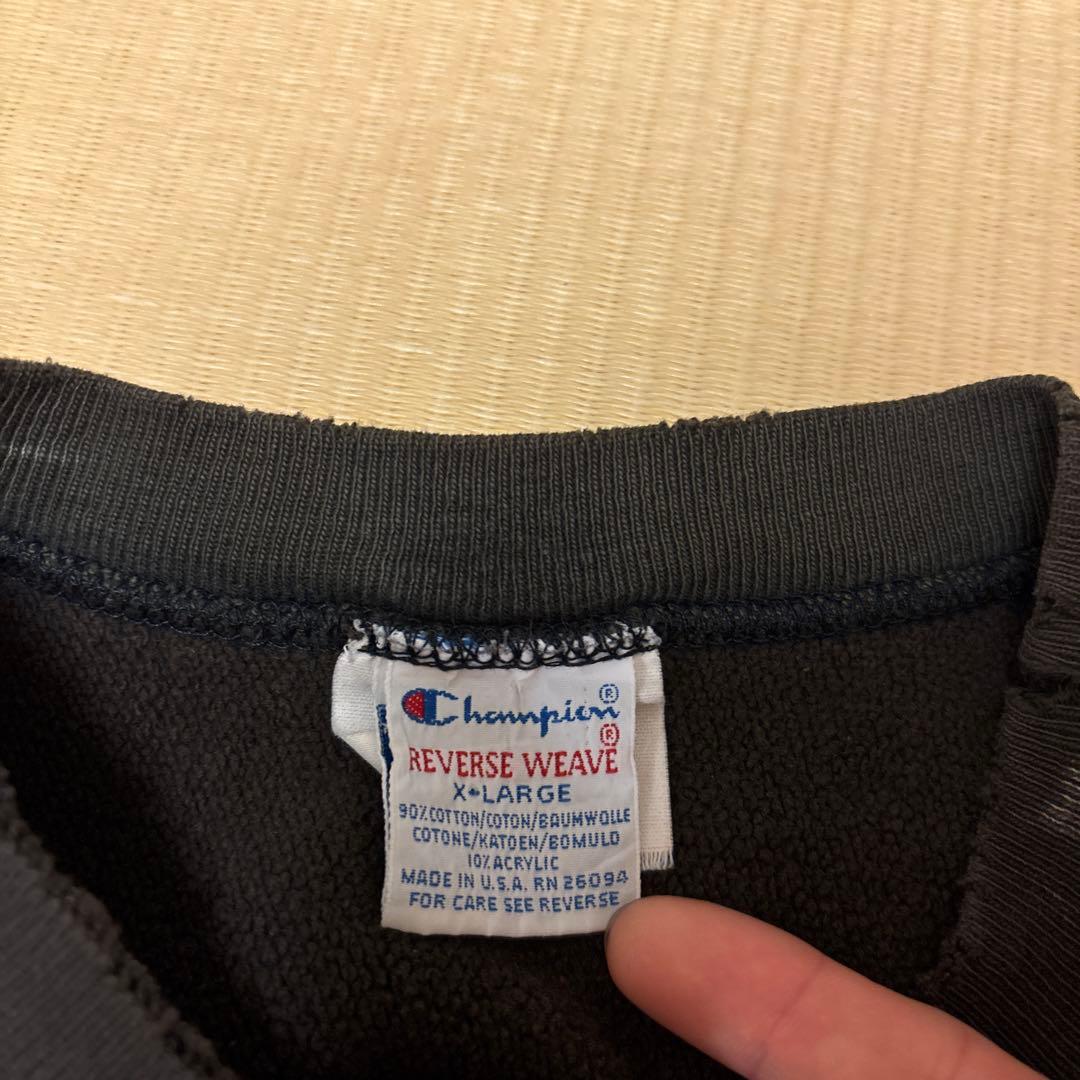 Champion®
®
REVERSE WEAVE
X-LARGE
90% COTTON/COTON/BAUMWOLLE
COTONE/KATOEN/BOMULD
10% ACRYLIC
MADE IN U.S.A. RN 26094
FOR CARE SEE REVERSE